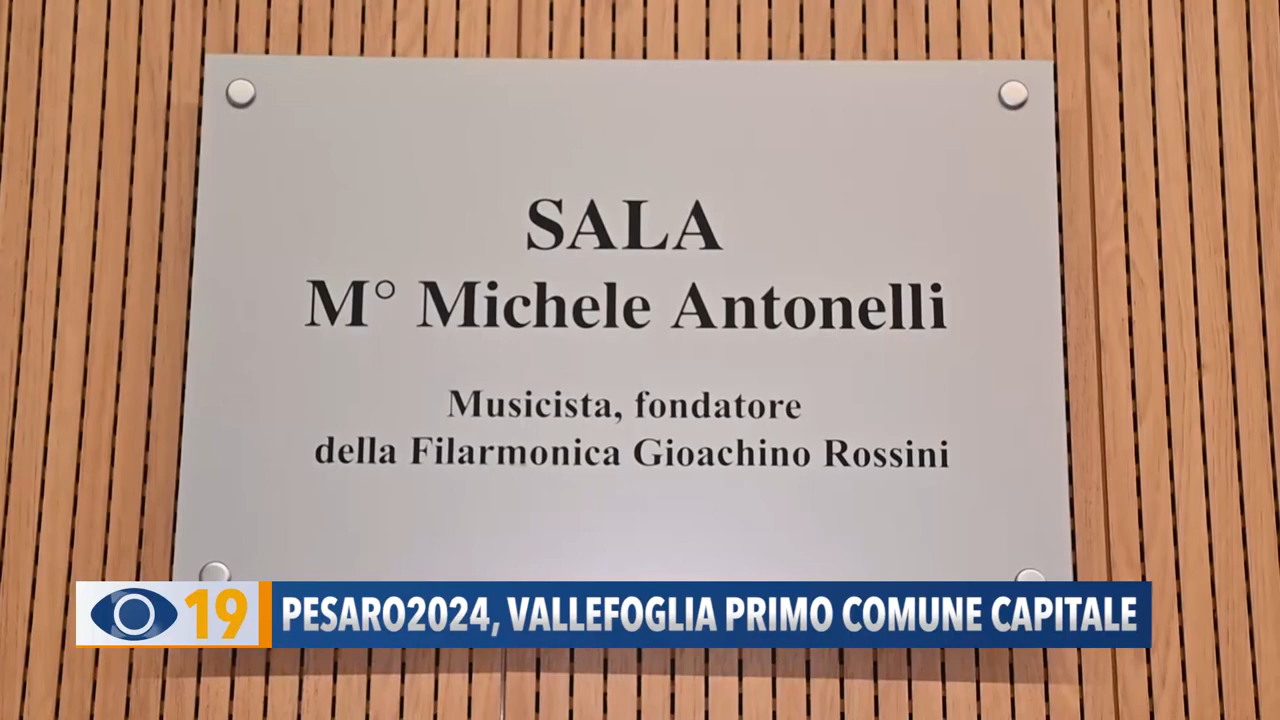 SALA
M° Michele Antonelli
Musicista, fondatore
della Filarmonica Gioachino Rossini
19
PESARO2024, VALLEFOGLIA PRIMO COMUNE CAPITALE